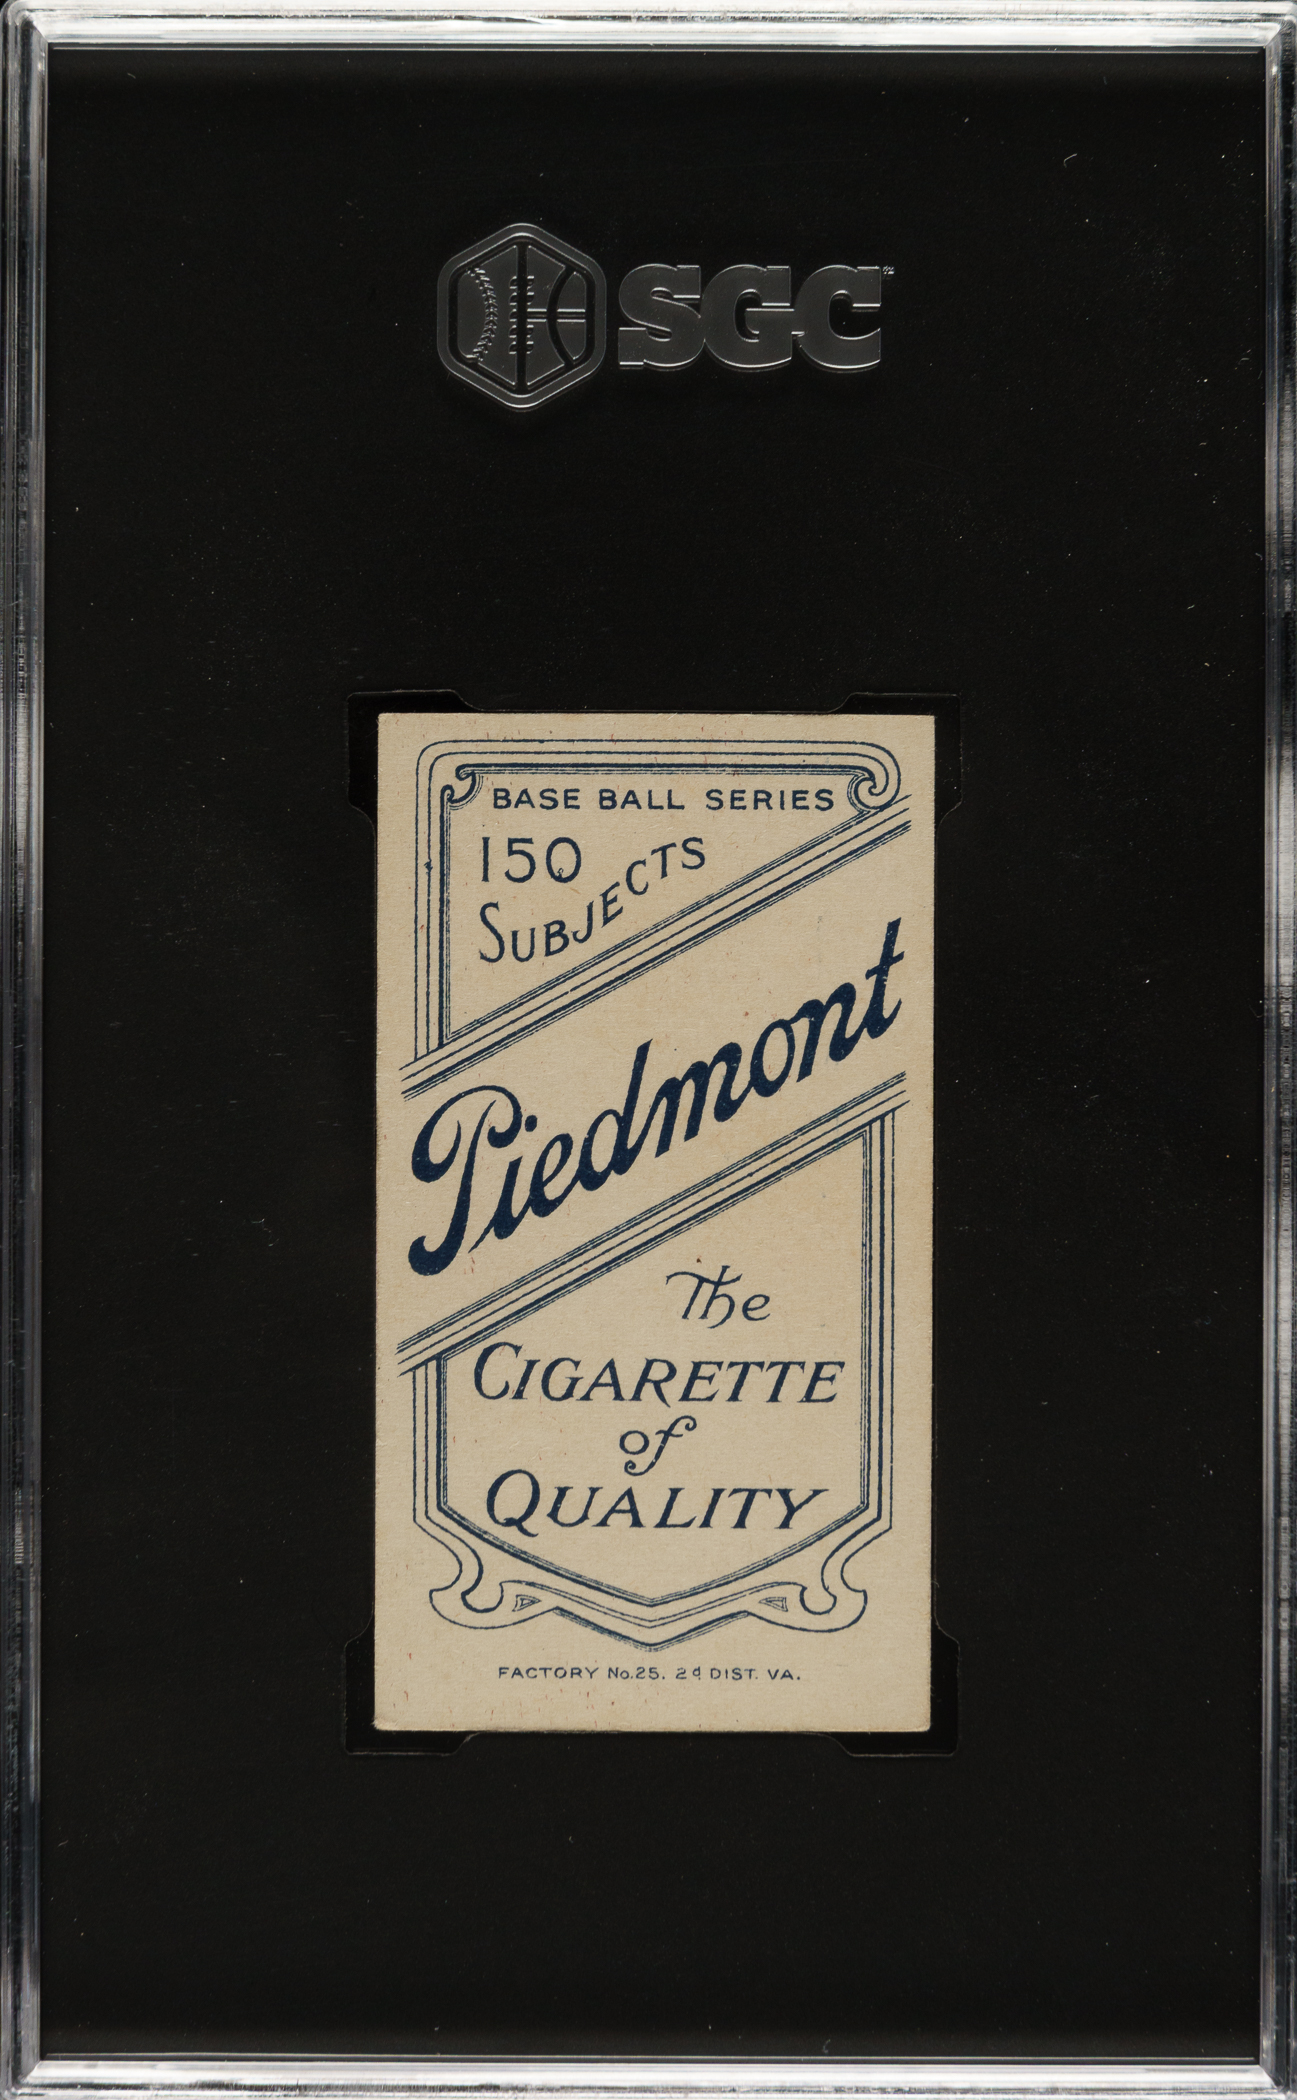 SGC
BASE BALL SERIES
150
SUBJECTS
Piedmont
The
CIGARETTE
of
QUALITY
FACTORY No.25. 2d DIST. VA.